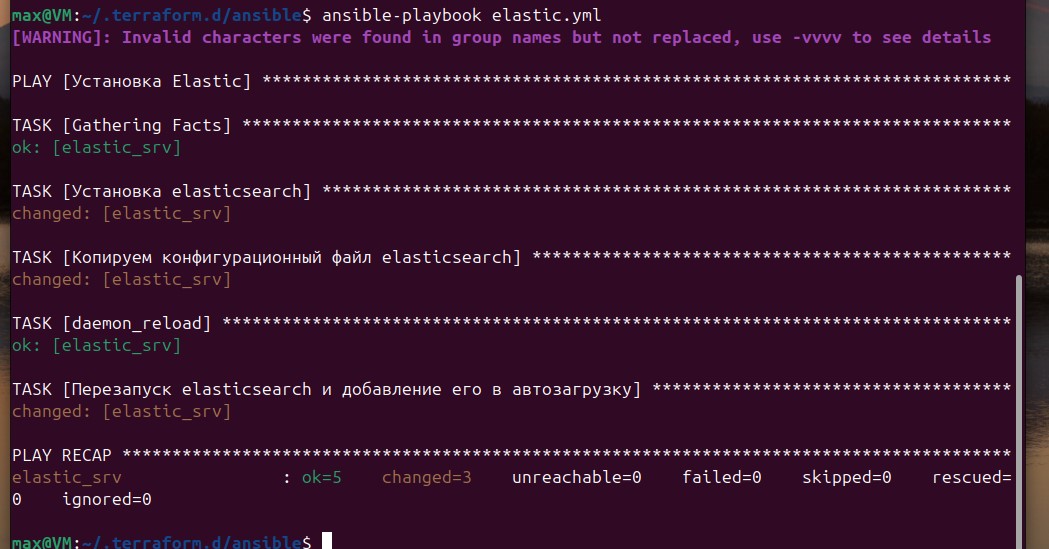 max@VM:~/.terraform.d/ansible$ ansible-playbook elastic.yml
[WARNING]: Invalid characters were found in group names but not replaced, use -vvvv to see details
PLAY [Установка Elastic] ***************************************************************************
TASK [Gathering Facts] *****************************************************************************
ok: [elastic_srv]
TASK [Установка elasticsearch] *********************************************************************
changed: [elastic_srv]
TASK [Копируем конфигурационный файл elasticsearch] ************************************************
changed: [elastic_srv]
TASK [daemon_reload] *******************************************************************************
ok: [elastic_srv]
TASK [Перезапуск elasticsearch и добавление его в автозагрузку] ************************************
changed: [elastic_srv]
PLAY RECAP *****************************************************************************************
elastic_srv                : ok=5    changed=3    unreachable=0    failed=0    skipped=0    rescued=
0    ignored=0
max@VM:~/.terraform.d/ansible$